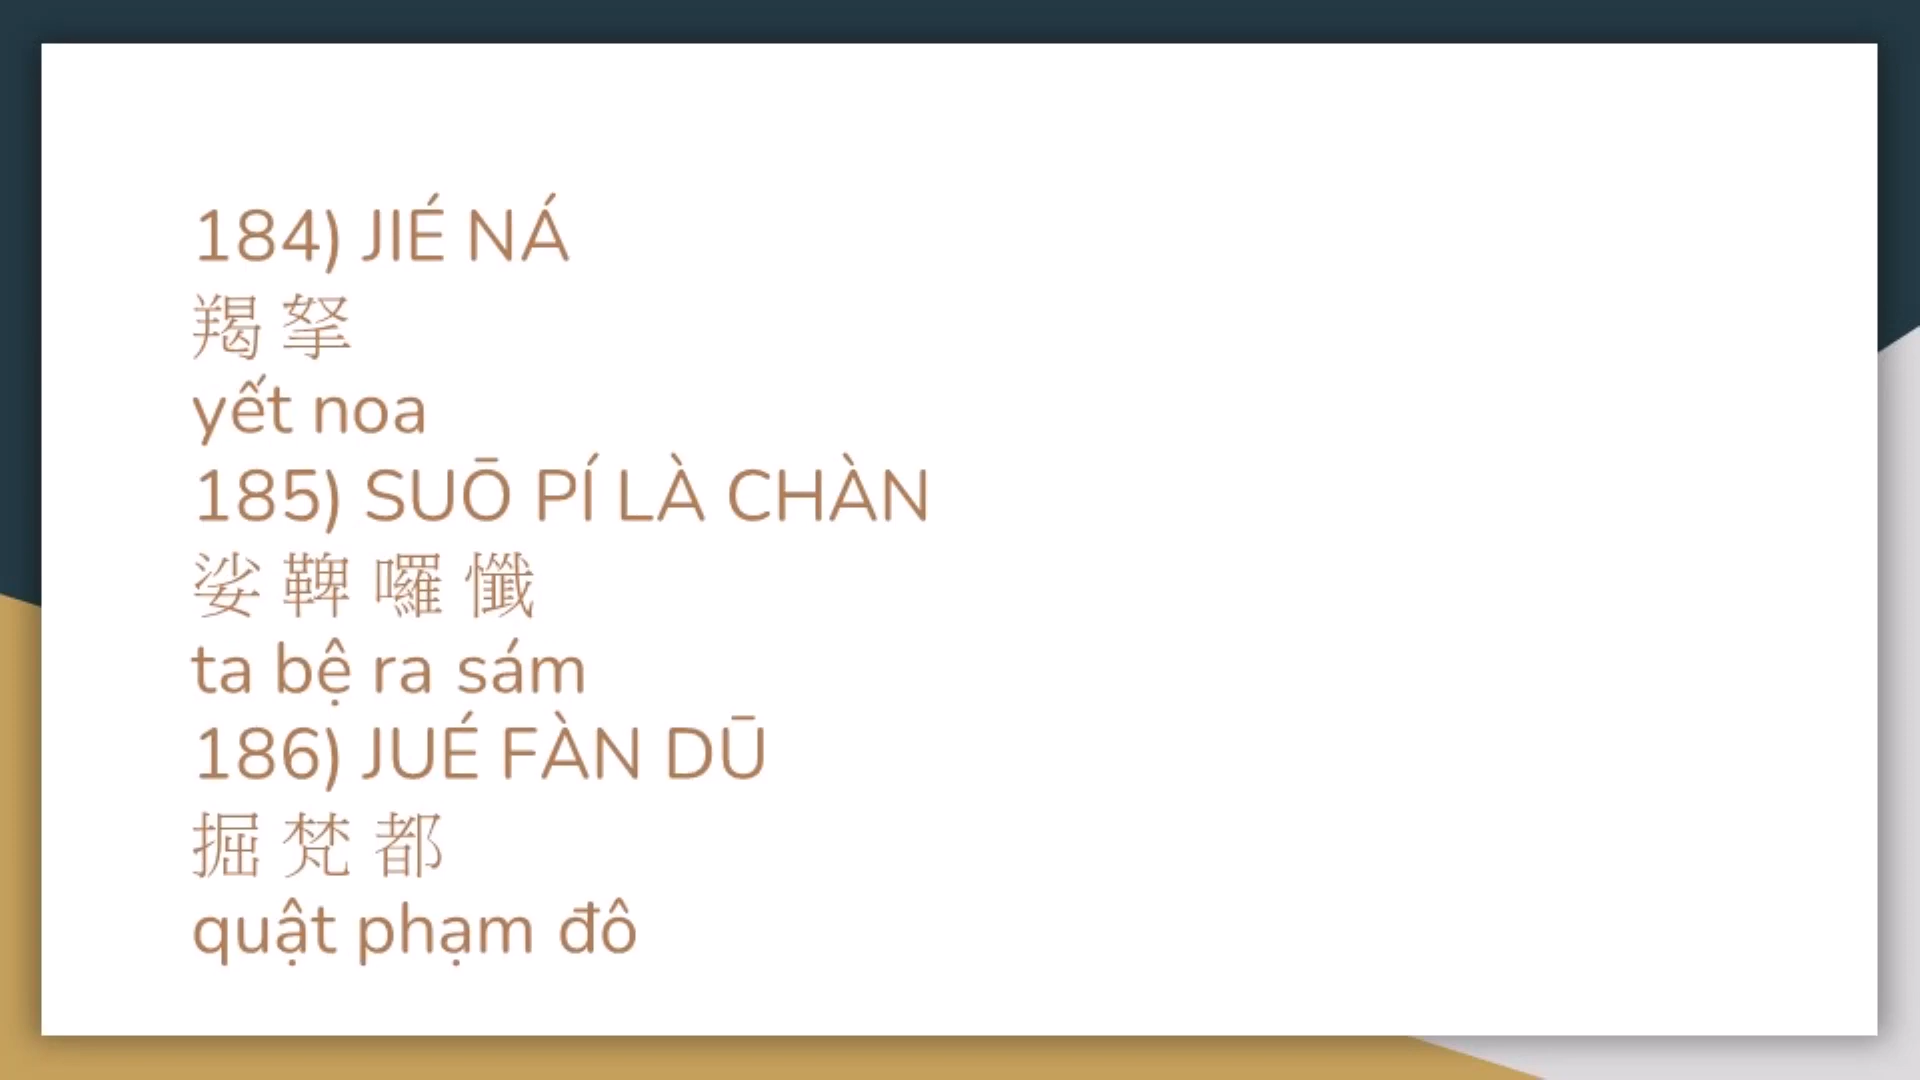 184) JIÉ NÁ
羯 拏
yết noa
185) SUŌ PÍ LÀ CHÀN
娑 鞞 囉 懺
ta bệ ra sám
186) JUÉ FÀN DŪ
掘 梵 都
quật phạm đô